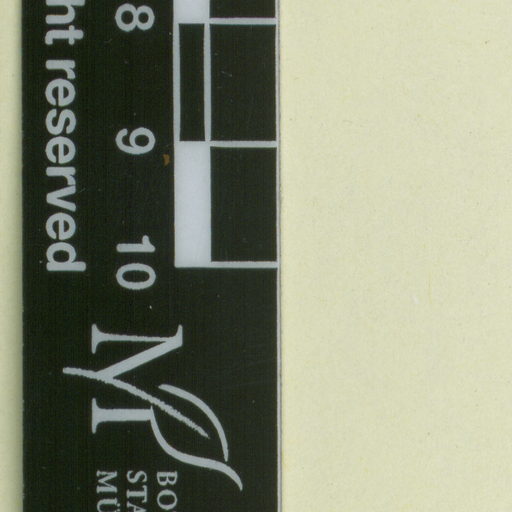 8 9 10
ht reserved
BO
STA
MÜ